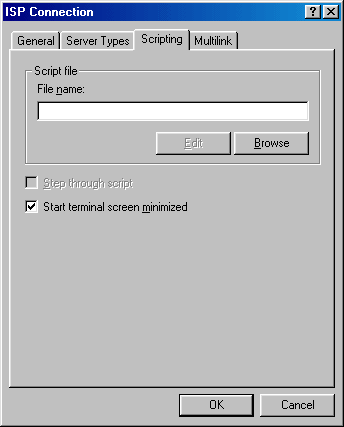 ISP Connection
General Server Types Scripting Multilink
Script file
File name:
Edit Browse
Step through script
Start terminal screen minimized
OK Cancel